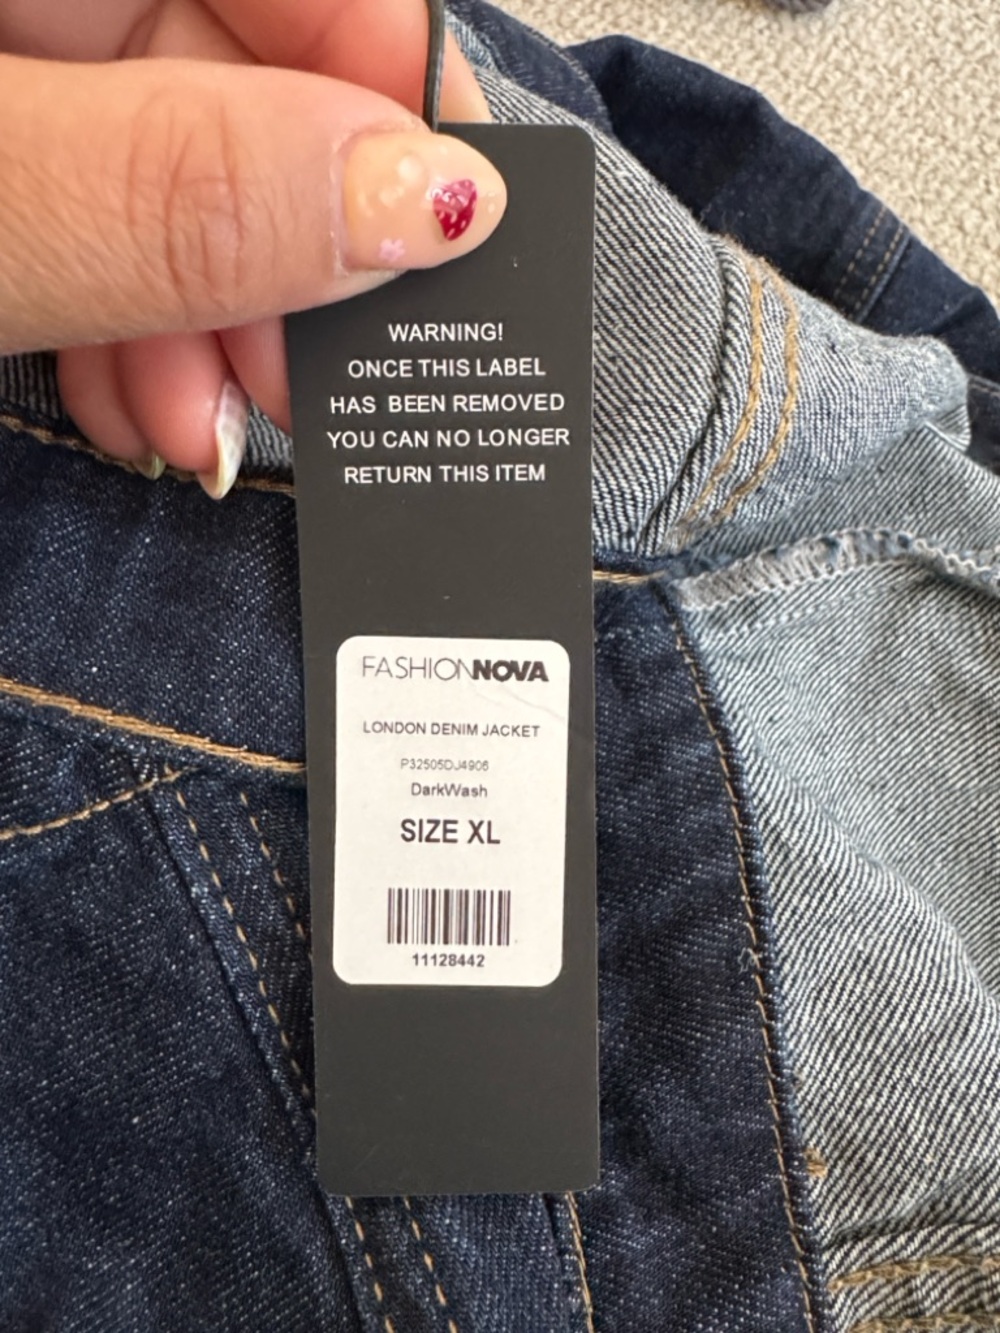 WARNING!
ONCE THIS LABEL
HAS BEEN REMOVED
YOU CAN NO LONGER
RETURN THIS ITEM
FASHIONNOVA
LONDON DENIM JACKET
P32505DJ4906
DarkWash
SIZE XL
11128442